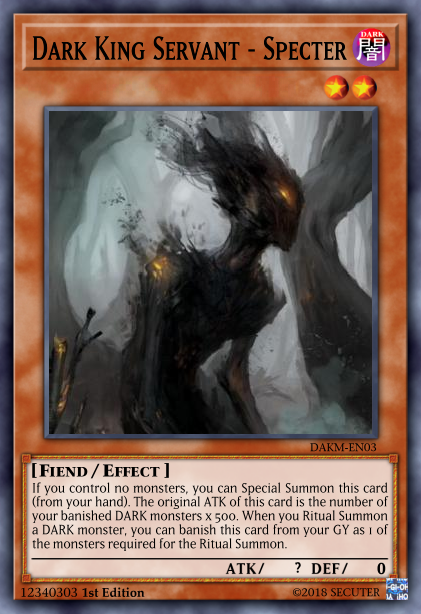 Dark King Servant - Specter
DARK
闇
DAKM-EN03
[Fiend / Effect]
If you control no monsters, you can Special Summon this card
(from your hand). The original ATK of this card is the number of
your banished DARK monsters x 500. When you Ritual Summon
a DARK monster, you can banish this card from your GY as 1 of
the monsters required for the Ritual Summon.
ATK/ ? DEF/ 0
12340303 1st Edition
©2018 SECUTER